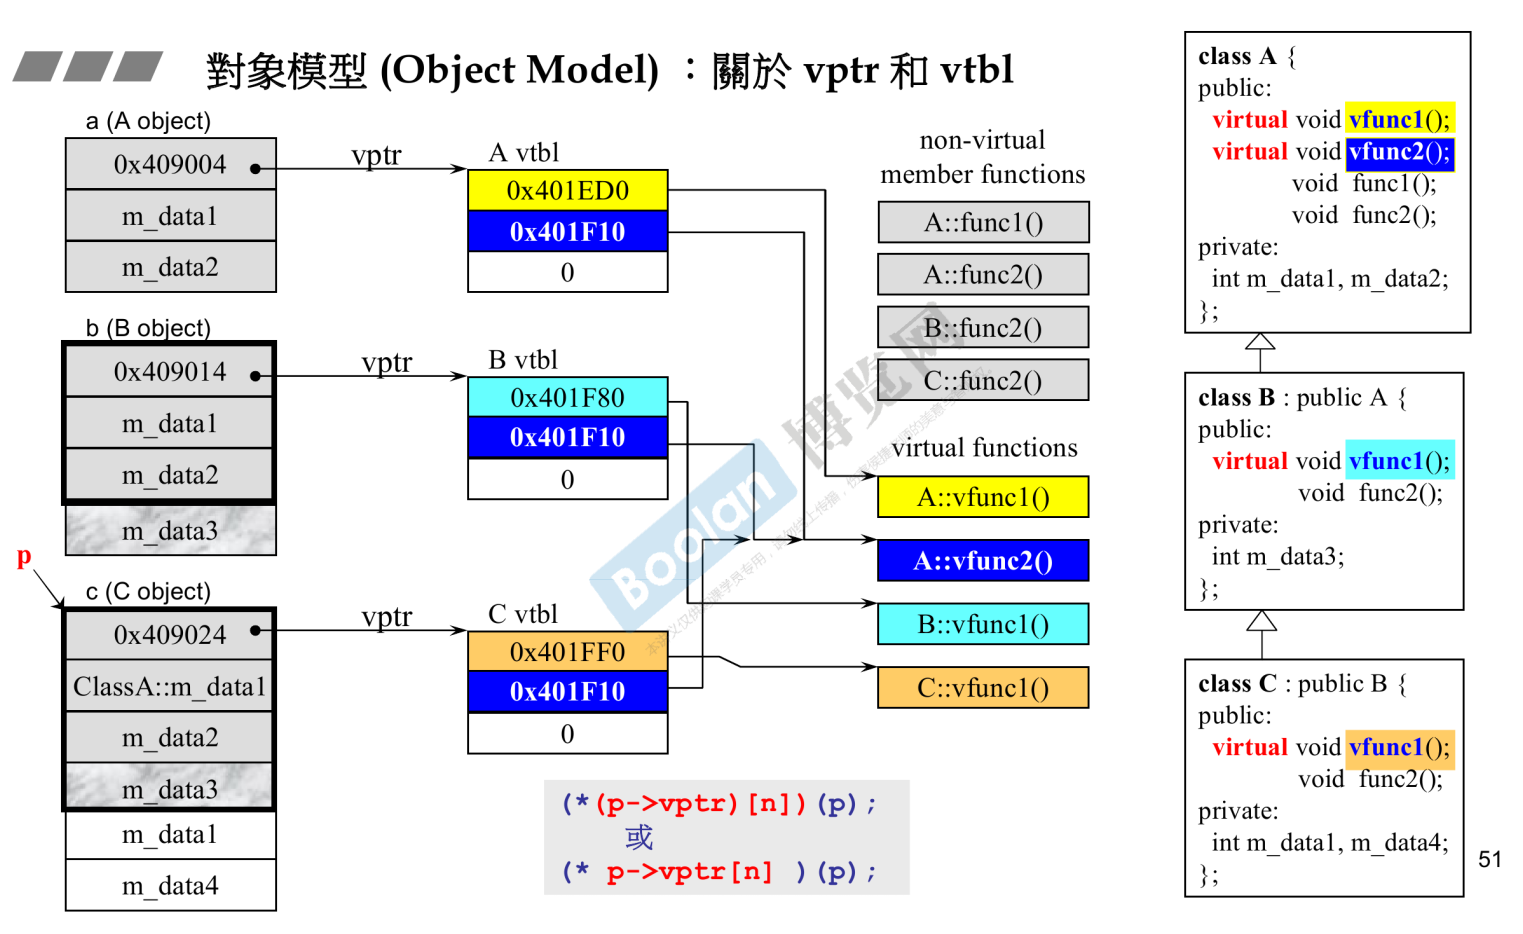 對象模型 (Object Model) ：關於 vptr 和 vtbl
a (A object)
0x409004
m_data1
m_data2
vptr
A vtbl
0x401ED0
0x401F10
0
b (B object)
0x409014
m_data1
m_data2
m_data3
vptr
B vtbl
0x401F80
0x401F10
0
p
c (C object)
0x409024
ClassA::m_data1
m_data2
m_data3
m_data1
m_data4
vptr
C vtbl
0x401FF0
0x401F10
0
non-virtual
member functions
A::func1()
A::func2()
B::func2()
C::func2()
virtual functions
A::vfunc1()
A::vfunc2()
B::vfunc1()
C::vfunc1()
(*(p->vptr)[n])(p);
或
(* p->vptr[n] )(p);
class A {
public:
virtual void vfunc1();
virtual void vfunc2();
void func1();
void func2();
private:
int m_data1, m_data2;
};
class B : public A {
public:
virtual void vfunc1();
void func2();
private:
int m_data3;
};
class C : public B {
public:
virtual void vfunc1();
void func2();
private:
int m_data1, m_data4;
};
51
Boolan
博览网